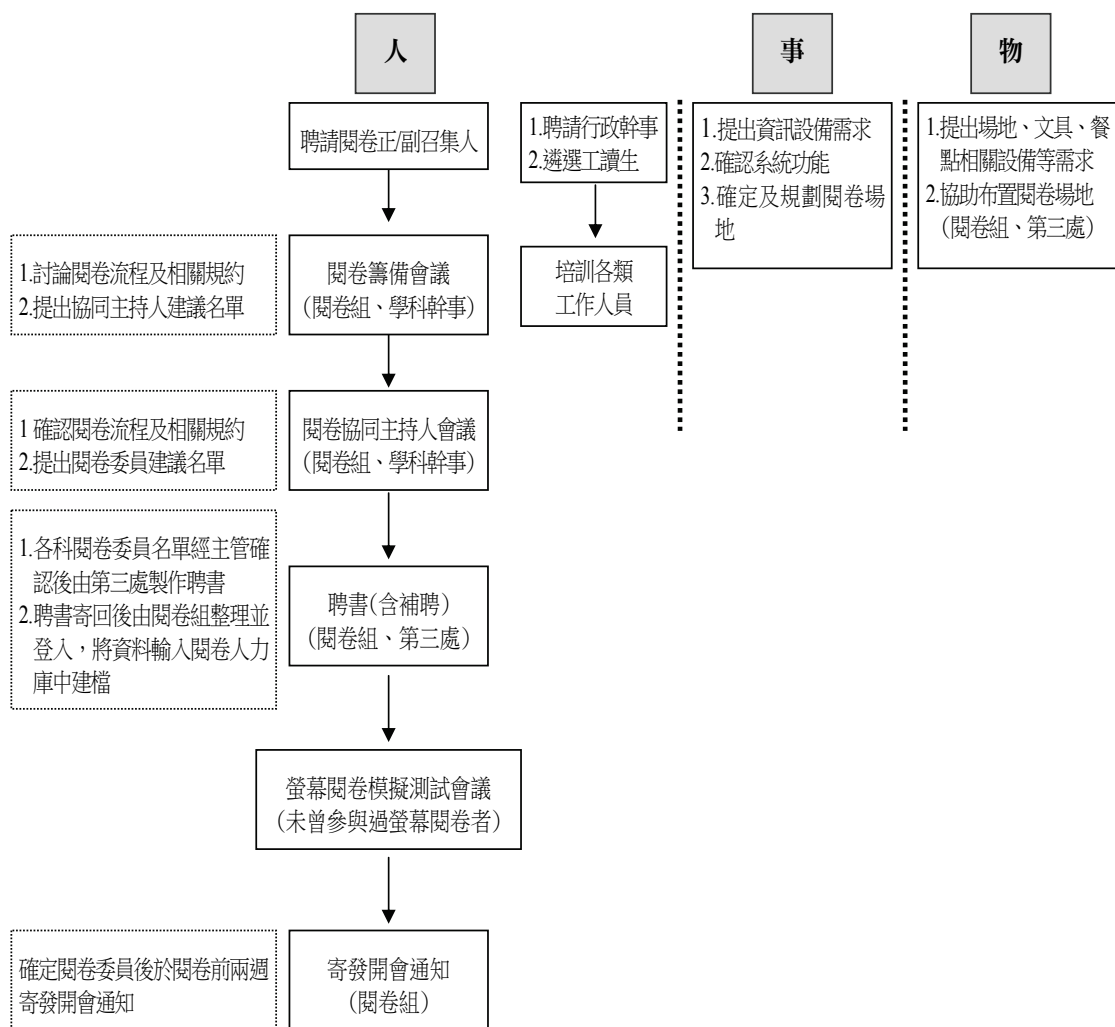 人
事
物
聘請閱卷正/副召集人
1.聘請行政幹事
2.遴選工讀生
1.提出資訊設備需求
2.確認系統功能
3.確定及規劃閱卷場
地
1.提出場地、文具、餐
點相關設備等需求
2.協助布置閱卷場地
(閱卷組、第三處)
1.討論閱卷流程及相關規約
2.提出協同主持人建議名單
閱卷籌備會議
(閱卷組、學科幹事)
培訓各類
工作人員
1 確認閱卷流程及相關規約
2.提出閱卷委員建議名單
閱卷協同主持人會議
(閱卷組、學科幹事)
1.各科閱卷委員名單經主管確
認後由第三處製作聘書
2.聘書寄回後由閱卷組整理並
登入，將資料輸入閱卷人力
庫中建檔
聘書(含補聘)
(閱卷組、第三處)
螢幕閱卷模擬測試會議
(未曾參與過螢幕閱卷者)
確定閱卷委員後於閱卷前兩週
寄發開會通知
寄發開會通知
(閱卷組)